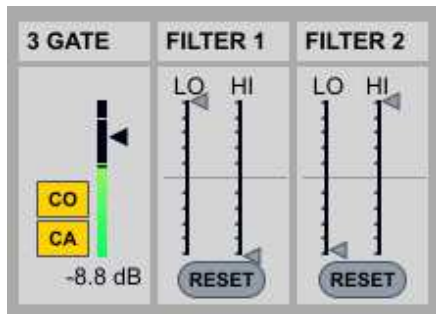 3 GATE
CO
CA
-8.8 dB
FILTER 1
LO HI
RESET
FILTER 2
LO HI
RESET